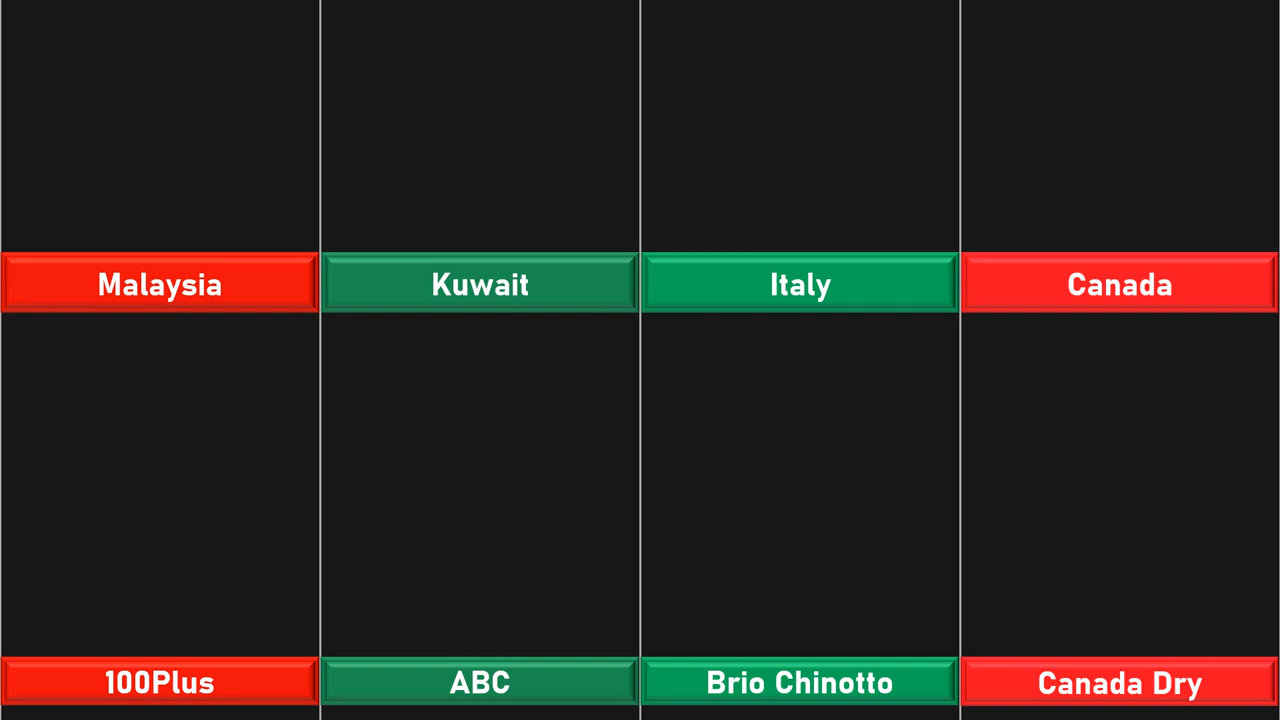 Malaysia
Kuwait
Italy
Canada
100Plus
ABC
Brio Chinotto
Canada Dry